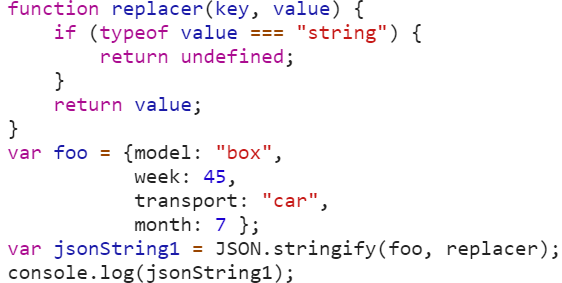 function replacer(key, value) {
    if (typeof value === "string") {
        return undefined;
    }
    return value;
}
var foo = {model: "box",
           week: 45,
           transport: "car",
           month: 7 };
var jsonString1 = JSON.stringify(foo, replacer);
console.log(jsonString1);